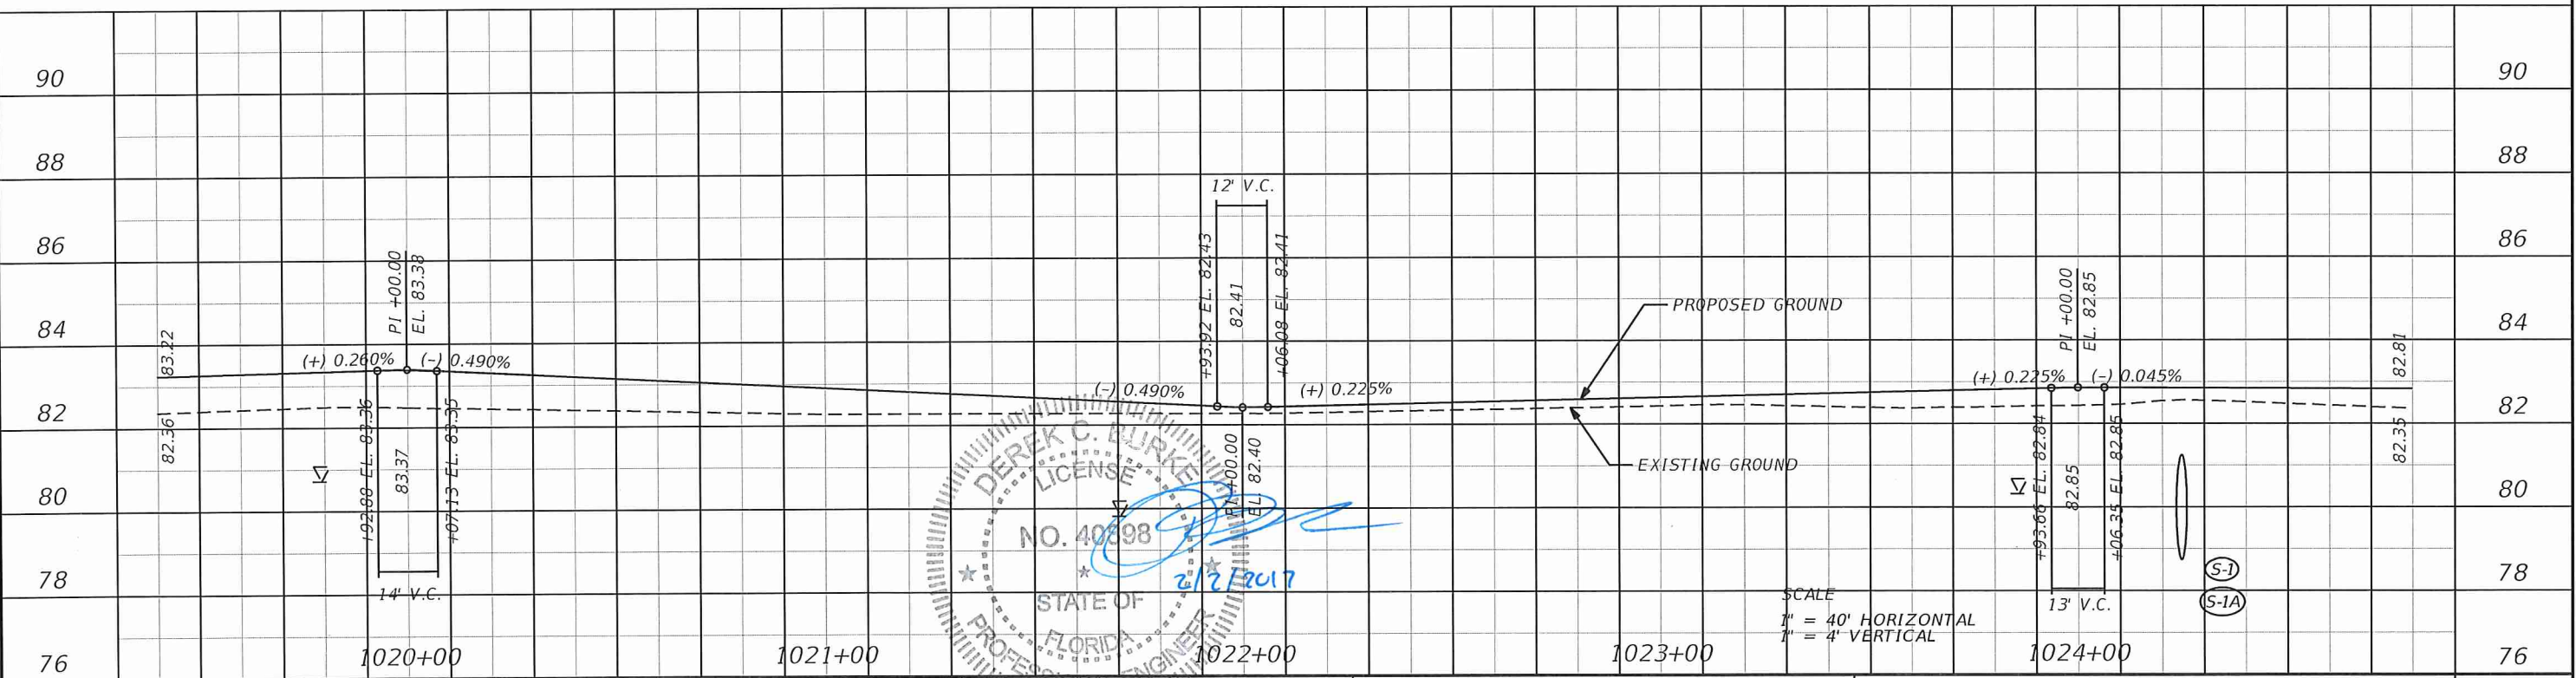 90
90
88
88
12' V.C.
86
86
+93.92 EL. 82.43
82.41
+06.08 EL. 82.41
PI +00.00
EL. 83.38
PI +00.00
EL. 82.85
84
84
PROPOSED GROUND
83.22
(+) 0.260%
(-) 0.490%
(-) 0.490%
(+) 0.225%
(+) 0.225%
(-) 0.045%
82.81
82
82
82.36
+92.88 EL. 83.36
83.37
+07.13 EL. 83.35
PI +00.00
EL. 82.40
EXISTING GROUND
+93.66 EL. 82.84
82.85
+06.35 EL. 82.85
82.35
80
80
DEREK C. BURKE
LICENSE
NO. 40598
STATE OF
FLORIDA
PROFESSIONAL ENGINEER
2/2/2017
78
78
14' V.C.
13' V.C.
S-1
S-1A
SCALE
1" = 40' HORIZONTAL
1" = 4' VERTICAL
76
1020+00
1021+00
1022+00
1023+00
1024+00
76